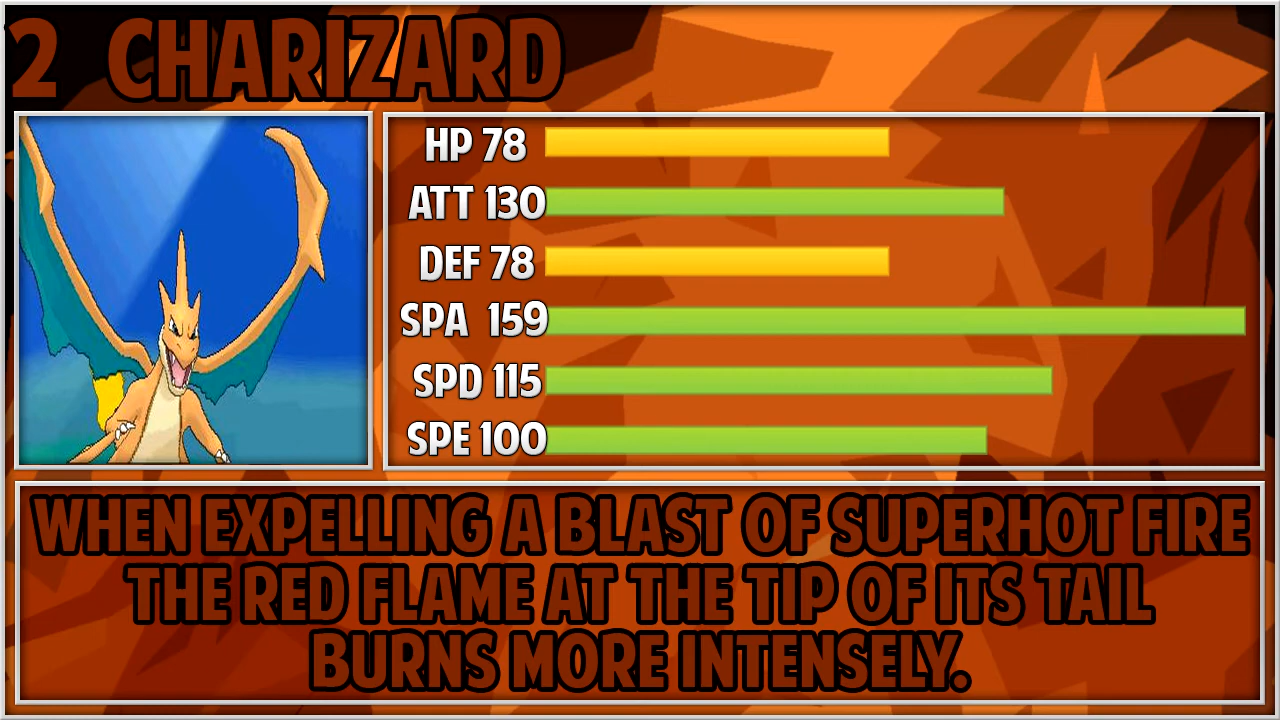 2 CHARIZARD
HP 78
ATT 130
DEF 78
SPA 159
SPD 115
SPE 100
WHEN EXPELLING A BLAST OF SUPERHOT FIRE
THE RED FLAME AT THE TIP OF ITS TAIL
BURNS MORE INTENSELY.